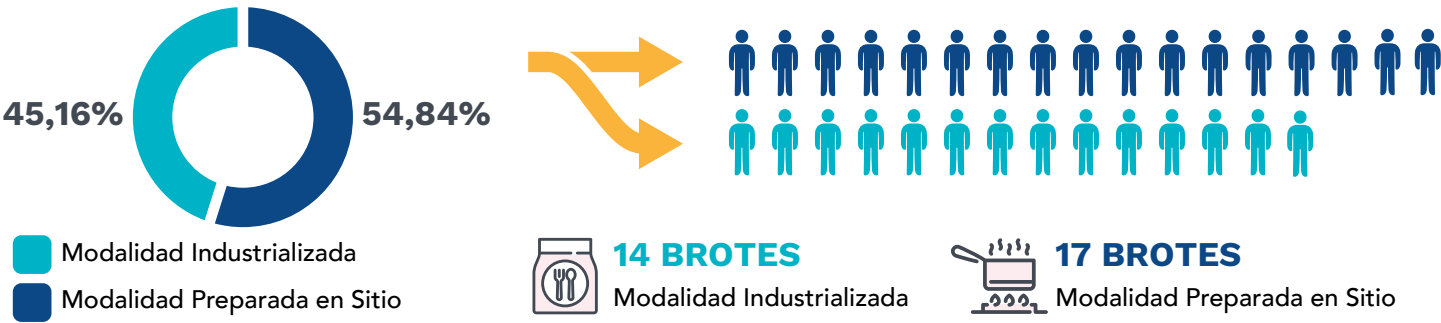 45,16%
54,84%
Modalidad Industrializada
Modalidad Preparada en Sitio
14 BROTES
Modalidad Industrializada
17 BROTES
Modalidad Preparada en Sitio